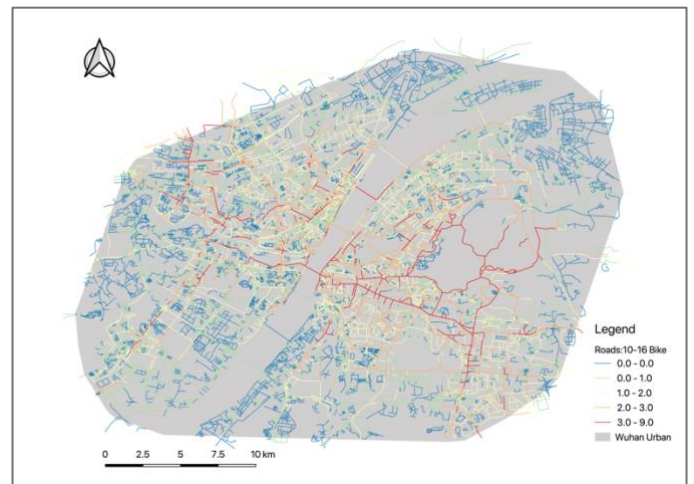 Legend
Roads:10-16 Bike
0.0 - 0.0
0.0 - 1.0
1.0 - 2.0
2.0 - 3.0
3.0 - 9.0
Wuhan Urban
0 2.5 5 7.5 10 km